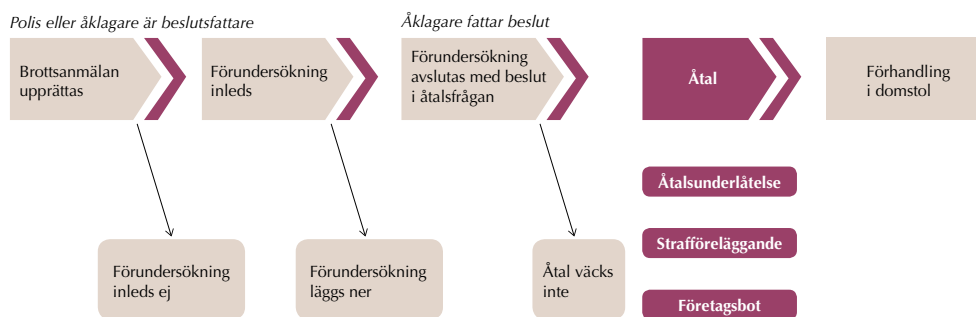 Polis eller åklagare är beslutsfattare
Åklagare fattar beslut
Brottsanmälan
upprättas
Förundersökning
inleds
Förundersökning
avslutas med beslut
i åtalsfrågan
Åtal
Förhandling
i domstol
Åtalsunderlåtelse
Strafföreläggande
Företagsbot
Förundersökning
inleds ej
Förundersökning
läggs ner
Åtal väcks
inte